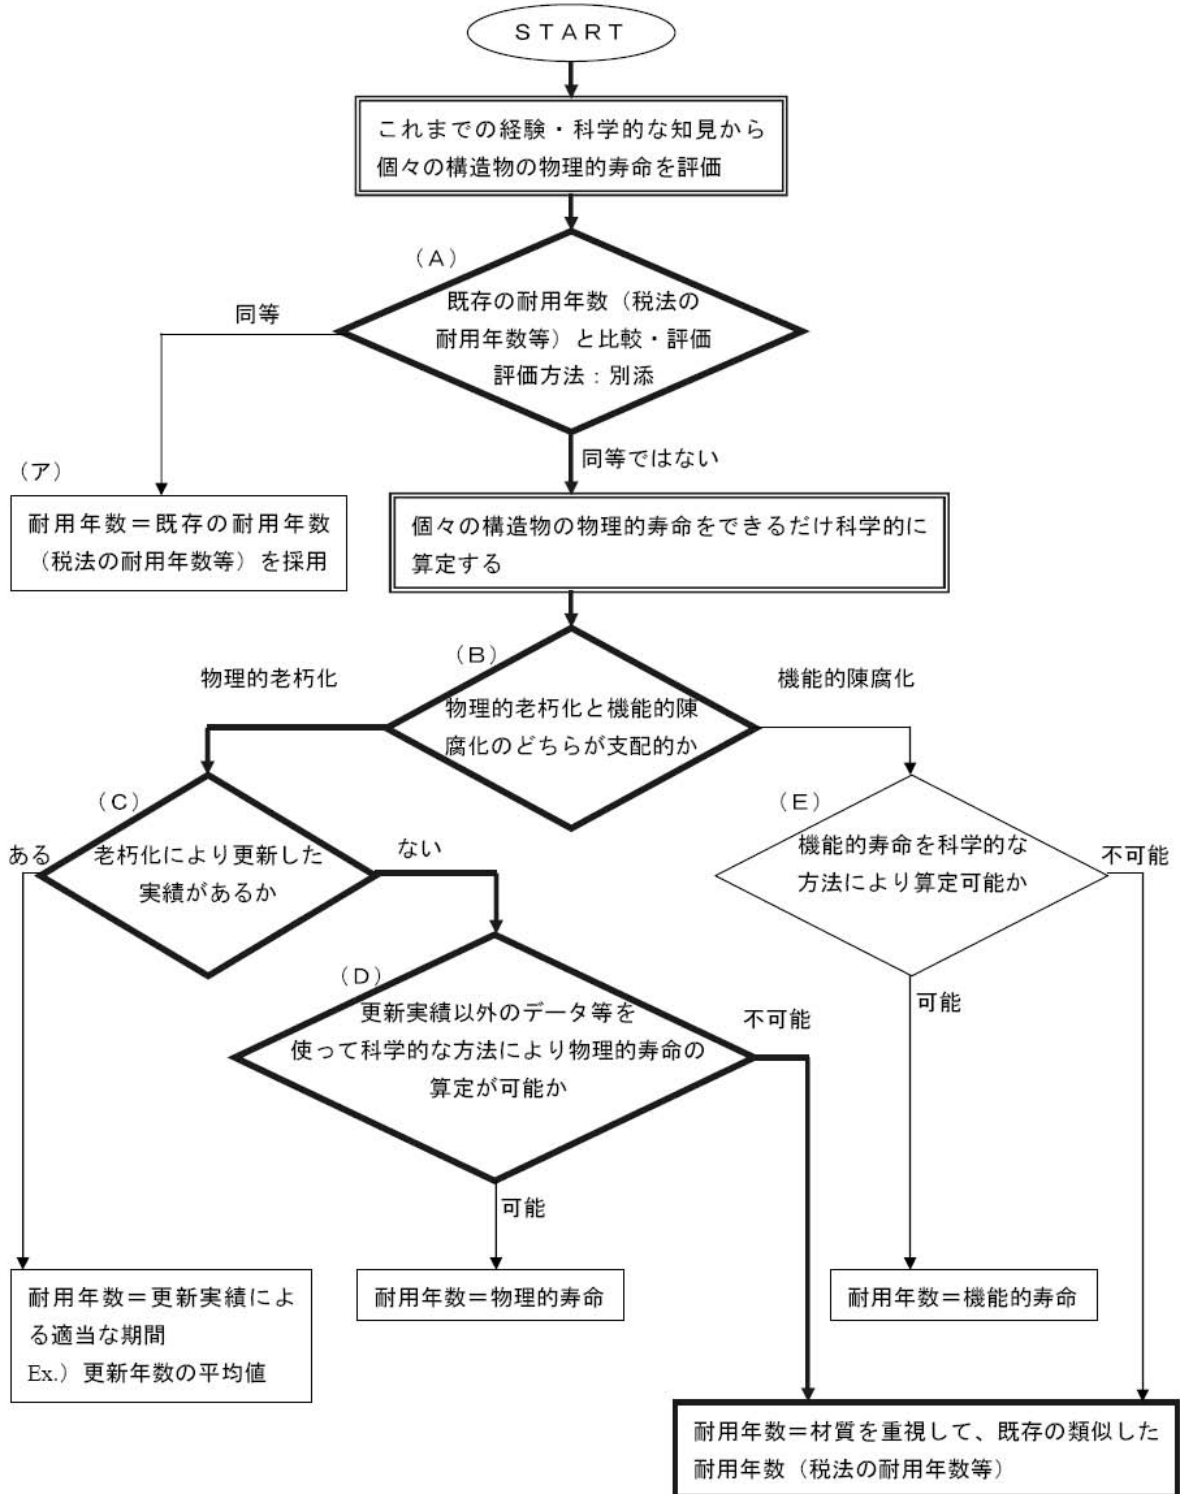 ＳＴＡＲＴ
これまでの経験・科学的な知見から
個々の構造物の物理的寿命を評価
（Ａ）
既存の耐用年数（税法の
耐用年数等）と比較・評価
評価方法：別添
同等
同等ではない
（ア）
耐用年数＝既存の耐用年数
（税法の耐用年数等）を採用
個々の構造物の物理的寿命をできるだけ科学的に
算定する
（Ｂ）
物理的老朽化
機能的陳腐化
物理的老朽化と機能的陳
腐化のどちらが支配的か
（Ｃ）
ある
老朽化により更新した
実績があるか
ない
（Ｅ）
機能的寿命を科学的な
方法により算定可能か
不可能
可能
（Ｄ）
更新実績以外のデータ等を
使って科学的な方法により物理的寿命の
算定が可能か
不可能
可能
耐用年数＝更新実績によ
る適当な期間
Ex.）更新年数の平均値
耐用年数＝物理的寿命
耐用年数＝機能的寿命
耐用年数＝材質を重視して、既存の類似した
耐用年数（税法の耐用年数等）